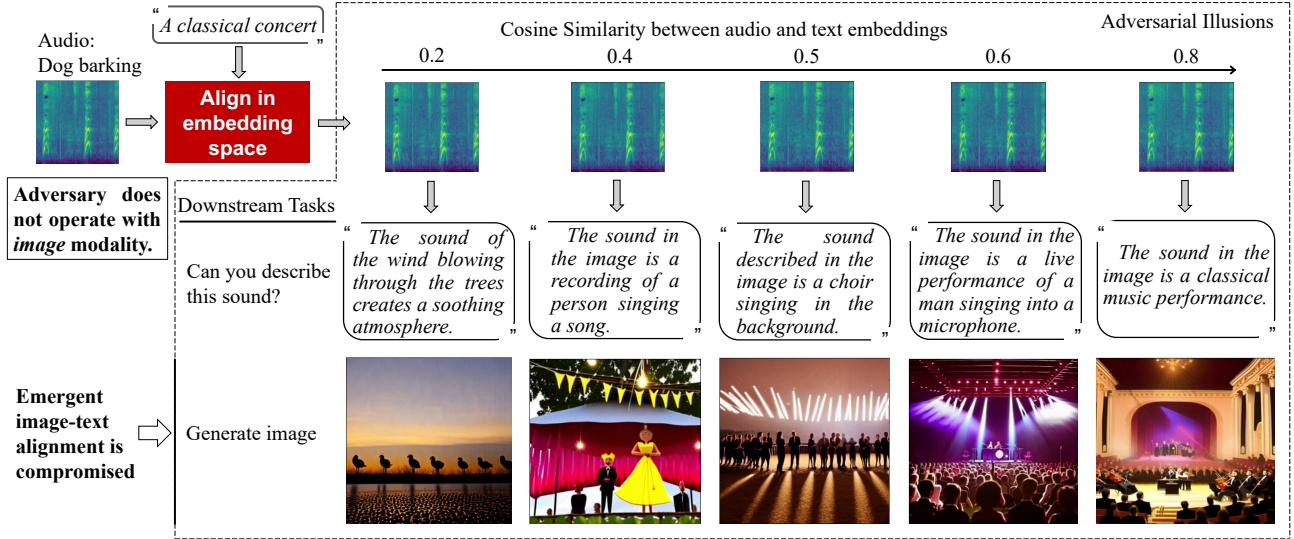 “
A classical concert
”
Audio:
Dog barking
Align in
embedding
space
Cosine Similarity between audio and text embeddings
Adversarial Illusions
0.2 0.4 0.5 0.6 0.8
Adversary does
not operate with
image modality.
Downstream Tasks
Can you describe
this sound?
“
The sound of
the wind blowing
through the trees
creates a soothing
atmosphere.
”
“
The sound in
the image is a
recording of a
person singing
a song.
”
“
The sound
described in the
image is a choir
singing in the
background.
”
“
The sound in the
image is a live
performance of a
man singing into a
microphone.
”
“
The sound in the
image is a classical
music performance.
”
Emergent
image-text
alignment is
compromised
Generate image